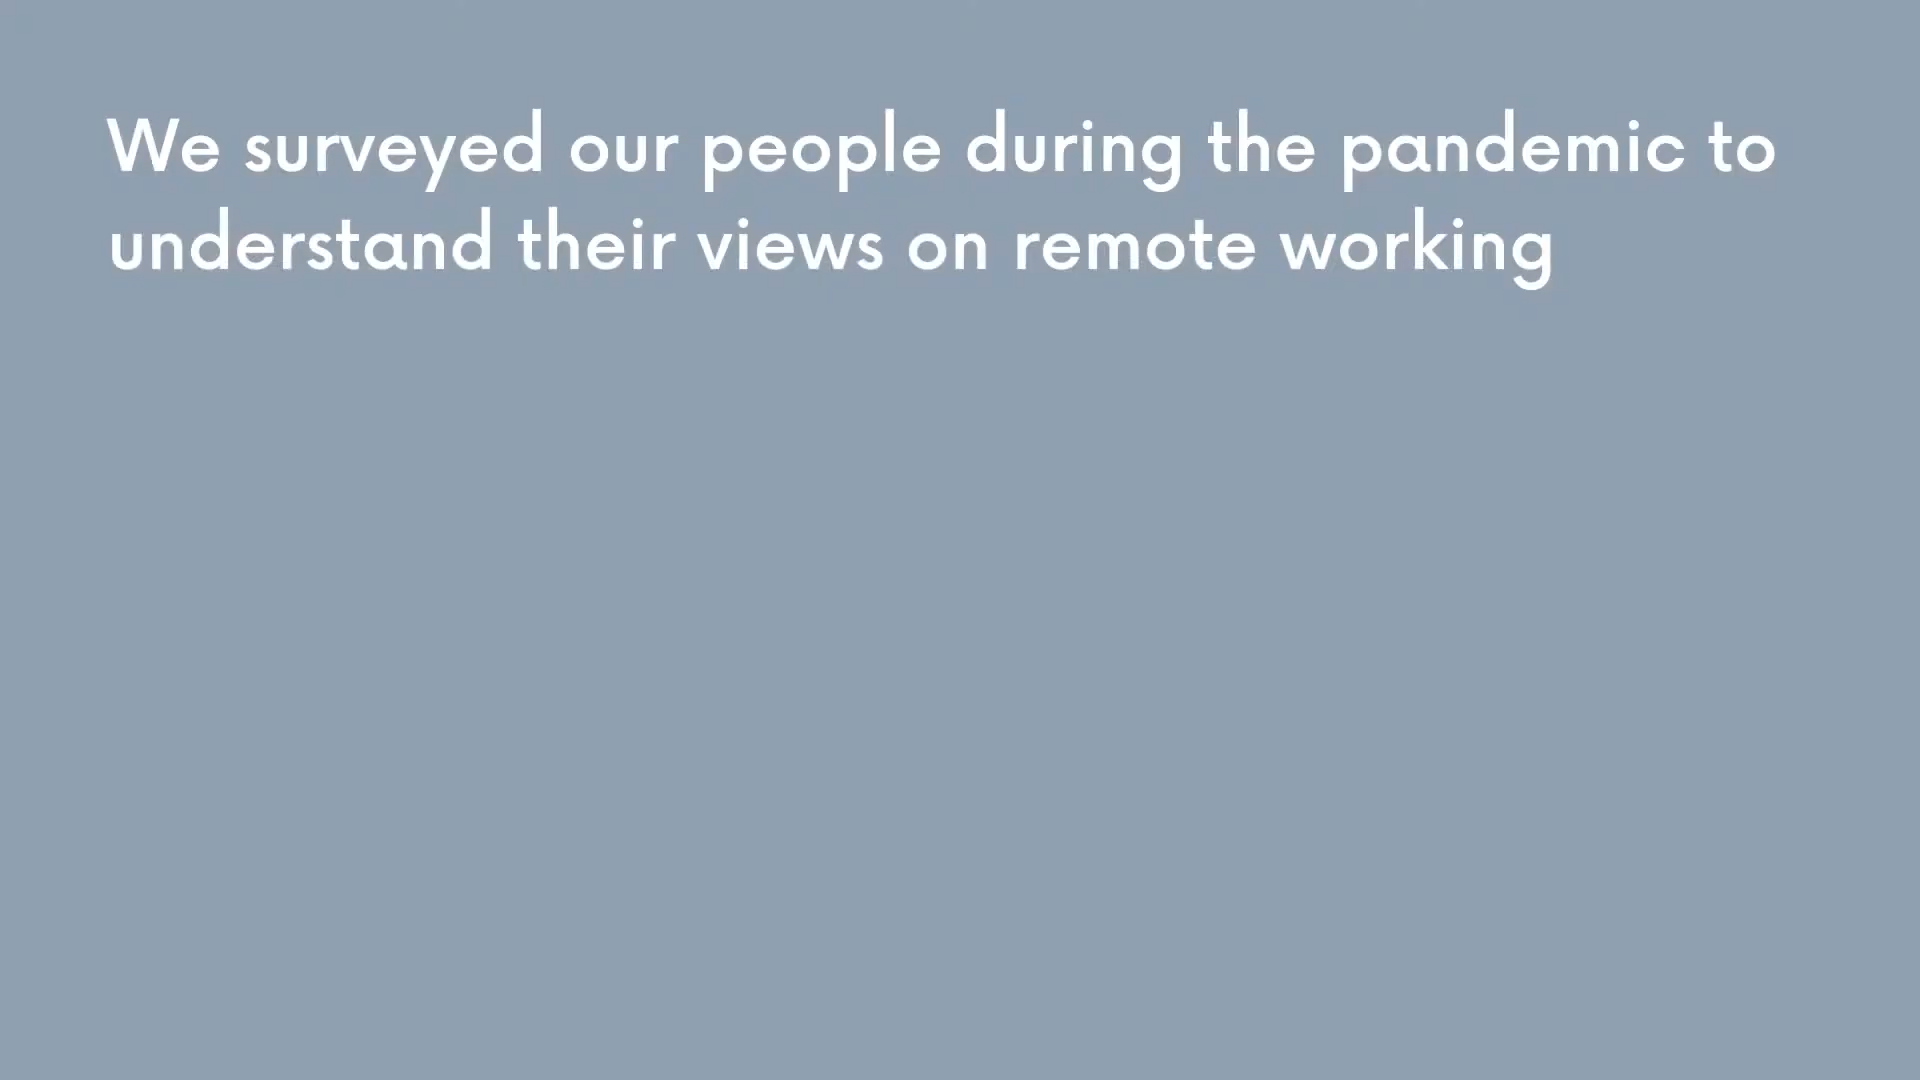 We surveyed our people during the pandemic to
understand their views on remote working